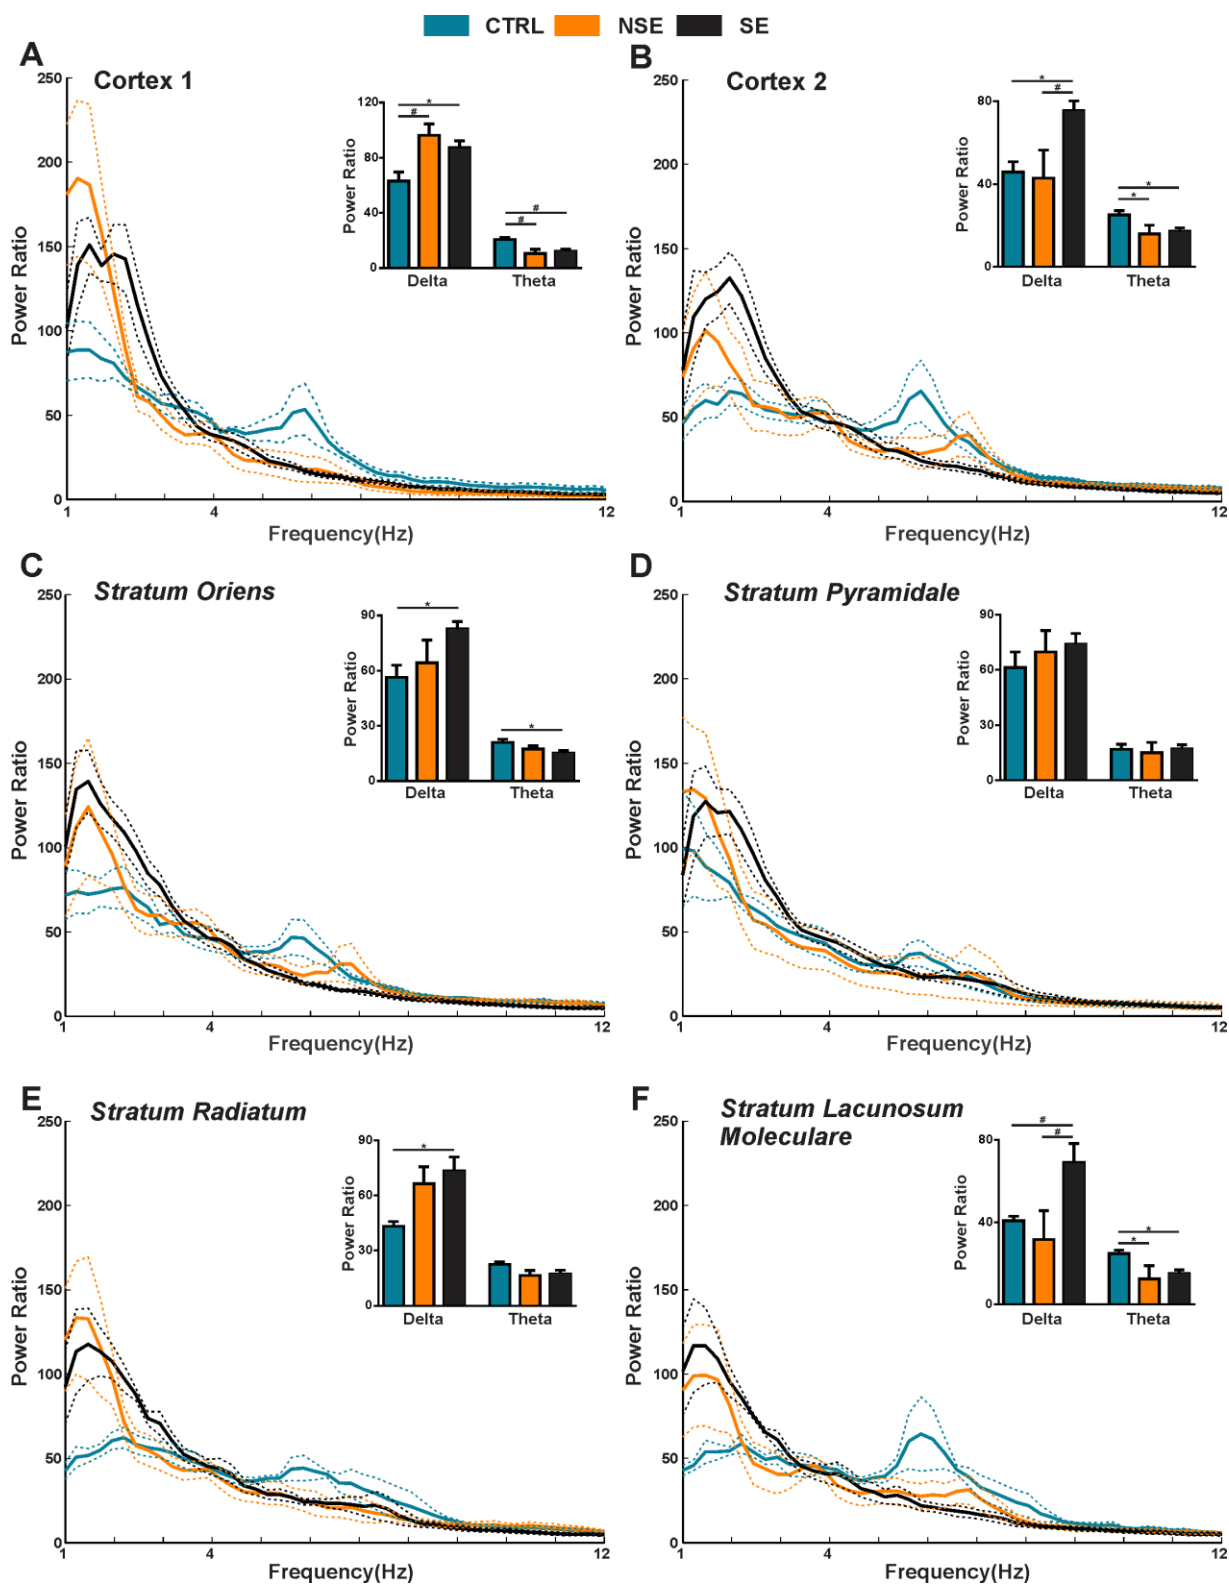 CTRL NSE SE
A Cortex 1
250
200
150
100
50
0
1 4 12
Power Ratio
Frequency(Hz)
120
80
40
0
Power Ratio
* # # #
Delta Theta
B Cortex 2
250
200
150
100
50
0
1 4 12
Power Ratio
Frequency(Hz)
80
40
0
Power Ratio
* # * *
Delta Theta
C Stratum Oriens
250
200
150
100
50
0
1 4 12
Power Ratio
Frequency(Hz)
90
60
30
0
Power Ratio
* *
Delta Theta
D Stratum Pyramidale
250
200
150
100
50
0
1 4 12
Power Ratio
Frequency(Hz)
90
60
30
0
Power Ratio
Delta Theta
E Stratum Radiatum
250
200
150
100
50
0
1 4 12
Power Ratio
Frequency(Hz)
90
60
30
0
Power Ratio
*
Delta Theta
F Stratum Lacunosum
Moleculare
250
200
150
100
50
0
1 4 12
Power Ratio
Frequency(Hz)
80
40
0
Power Ratio
# # * *
Delta Theta